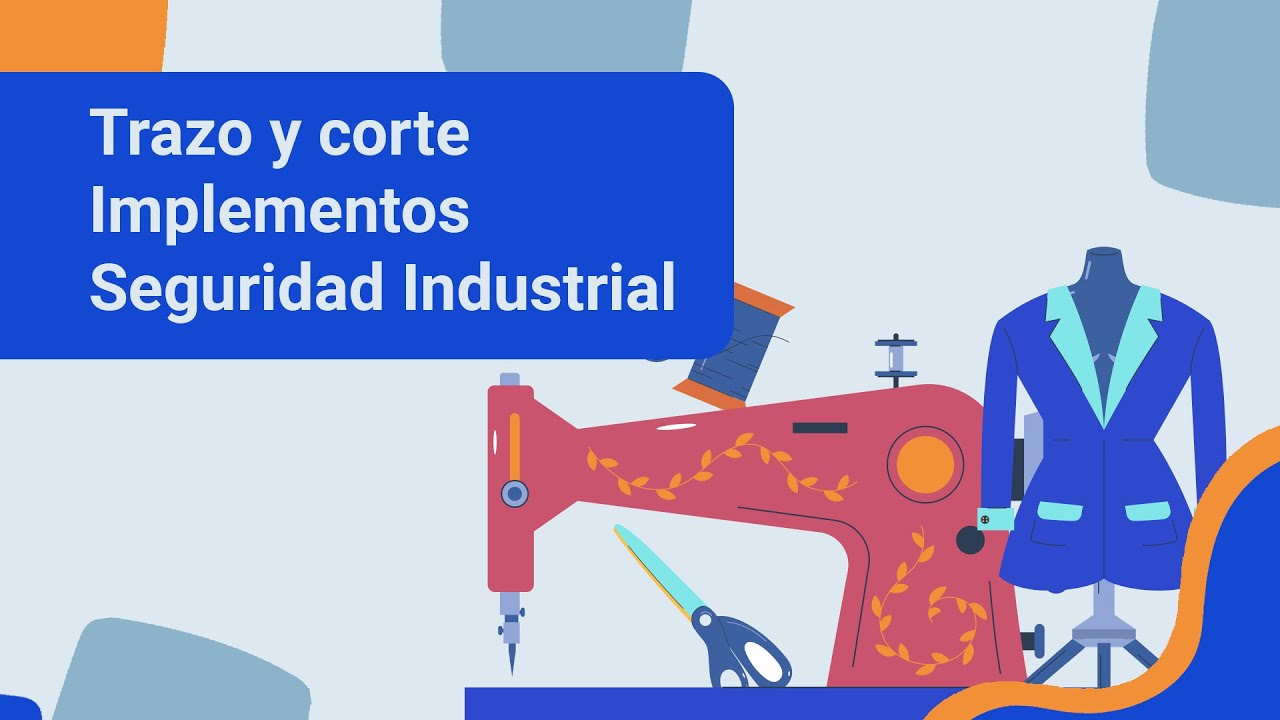 Trazo y corte
Implementos
Seguridad Industrial